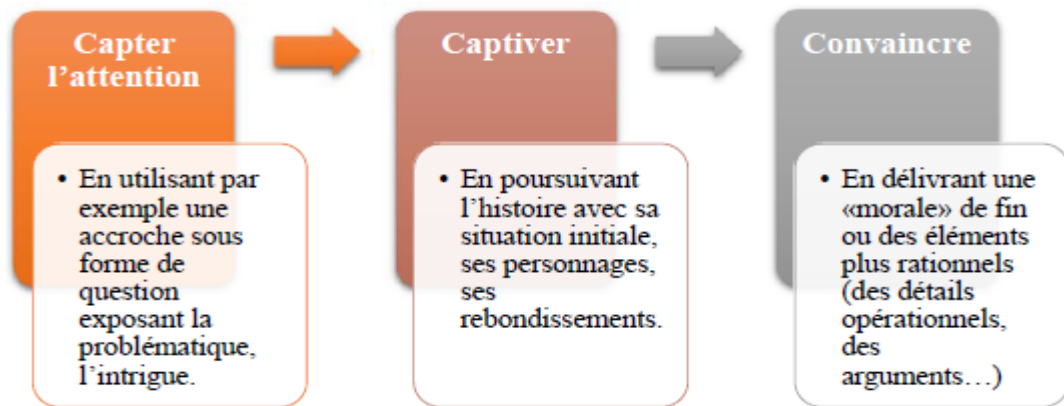 Capter
l’attention
• En utilisant par
exemple une
accroche sous
forme de
question
exposant la
problématique,
l’intrigue.
Captiver
• En poursuivant
l’histoire avec sa
situation initiale,
ses personnages,
ses
rebondissements.
Convaincre
• En délivrant une
«morale» de fin
ou des éléments
plus rationnels
(des détails
opérationnels,
des
arguments…)